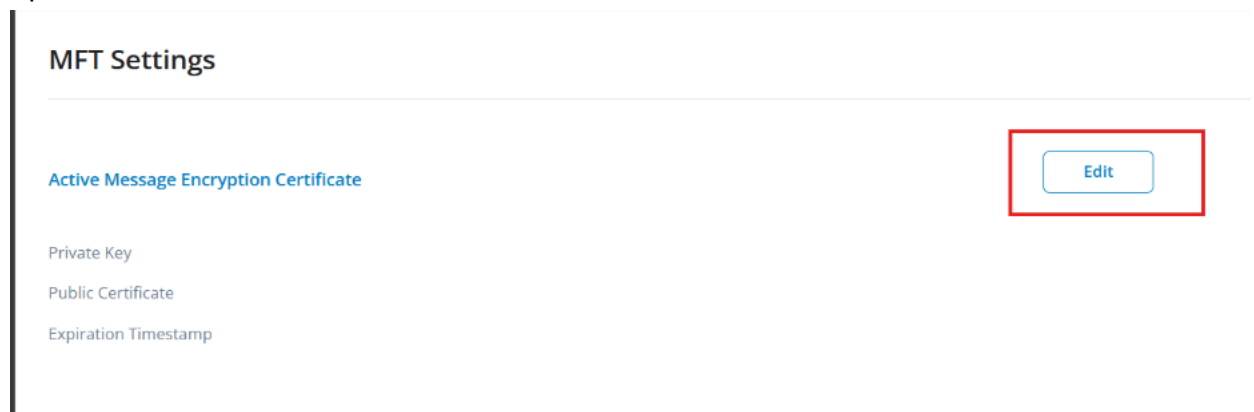 MFT Settings
Active Message Encryption Certificate
Edit
Private Key
Public Certificate
Expiration Timestamp